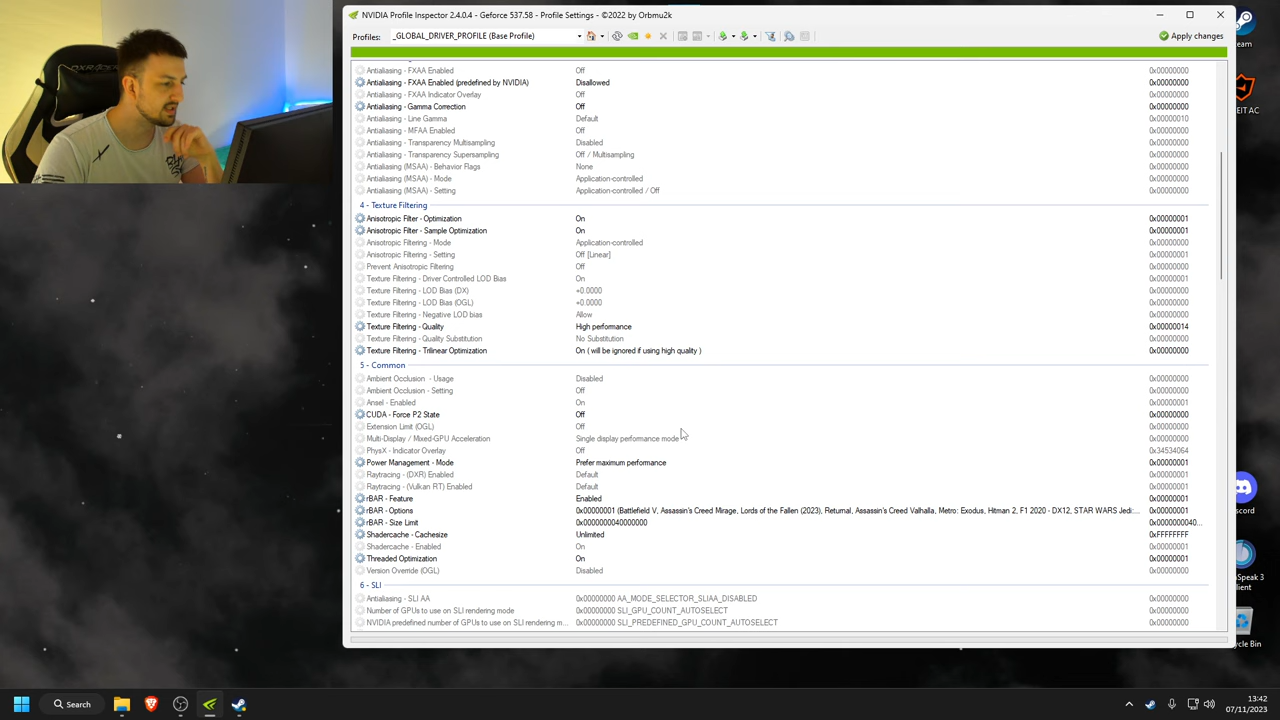 NVIDIA Profile Inspector 2.4.0.4 - Geforce 537.58 - Profile Settings - ©2022 by Orbmu2k
Profiles: _GLOBAL_DRIVER_PROFILE (Base Profile) Apply changes
Antialiasing - FXAA Enabled Off 0x00000000
Antialiasing - FXAA Enabled (predefined by NVIDIA) Disallowed 0x00000000
Antialiasing - FXAA Indicator Overlay Off 0x00000000
Antialiasing - Gamma Correction Off 0x00000000
Antialiasing - Line Gamma Default 0x00000010
Antialiasing - MFAA Enabled Off 0x00000000
Antialiasing - Transparency Multisampling Disabled 0x00000000
Antialiasing - Transparency Supersampling Off / Multisampling 0x00000000
Antialiasing (MSAA) - Behavior Flags None 0x00000000
Antialiasing (MSAA) - Mode Application-controlled 0x00000000
Antialiasing (MSAA) - Setting Application-controlled / Off 0x00000000
4 - Texture Filtering
Anisotropic Filter - Optimization On 0x00000001
Anisotropic Filter - Sample Optimization On 0x00000001
Anisotropic Filtering - Mode Application-controlled 0x00000000
Anisotropic Filtering - Setting Off [Linear] 0x00000001
Prevent Anisotropic Filtering Off 0x00000000
Texture Filtering - Driver Controlled LOD Bias On 0x00000001
Texture Filtering - LOD Bias (DX) +0.0000 0x00000000
Texture Filtering - LOD Bias (OGL) +0.0000 0x00000000
Texture Filtering - Negative LOD bias Allow 0x00000000
Texture Filtering - Quality High performance 0x00000014
Texture Filtering - Quality Substitution No Substitution 0x00000000
Texture Filtering - Trilinear Optimization On ( will be ignored if using high quality ) 0x00000000
5 - Common
Ambient Occlusion - Usage Disabled 0x00000000
Ambient Occlusion - Setting Off 0x00000000
Ansel - Enabled On 0x00000001
CUDA - Force P2 State Off 0x00000000
Extension Limit (OGL) Off 0x00000000
Multi-Display / Mixed-GPU Acceleration Single display performance mode 0x00000000
PhysX - Indicator Overlay Off 0x34534064
Power Management - Mode Prefer maximum performance 0x00000001
Raytracing - (DXR) Enabled Default 0x00000001
Raytracing - (Vulkan RT) Enabled Default 0x00000001
rBAR - Feature Enabled 0x00000001
rBAR - Options 0x00000001 (Battlefield V, Assassin's Creed Mirage, Lords of the Fallen (2023), Returnal, Assassin's Creed Valhalla, Metro: Exodus, Hitman 2, F1 2020 - DX12, STAR WARS Jedi:... 0x00000001
rBAR - Size Limit 0x0000000040000000 0x0000000040...
Shadercache - Cachesize Unlimited 0xFFFFFFFF
Shadercache - Enabled On 0x00000001
Threaded Optimization On 0x00000001
Version Override (OGL) Disabled 0x00000000
6 - SLI
Antialiasing - SLI AA 0x00000000 AA_MODE_SELECTOR_SLIAA_DISABLED 0x00000000
Number of GPUs to use on SLI rendering mode 0x00000000 SLI_GPU_COUNT_AUTOSELECT 0x00000000
NVIDIA predefined number of GPUs to use on SLI rendering m... 0x00000000 SLI_PREDEFINED_GPU_COUNT_AUTOSELECT 0x00000000
eam
EIT AC
scord
eSpeak 3
lient
ycle Bin
Search
13:42
07/11/2023